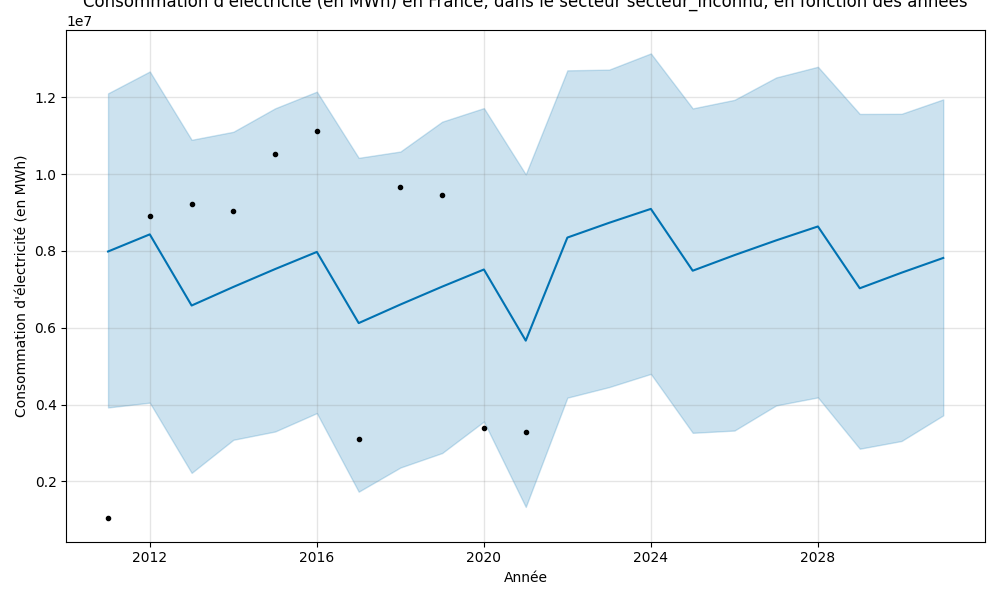 Consommation d'électricité (en MWh) en France, dans le secteur secteur_inconnu, en fonction des années
1e7
1.2
1.0
0.8
0.6
0.4
0.2
Consommation d'électricité (en MWh)
2012 2016 2020 2024 2028
Année